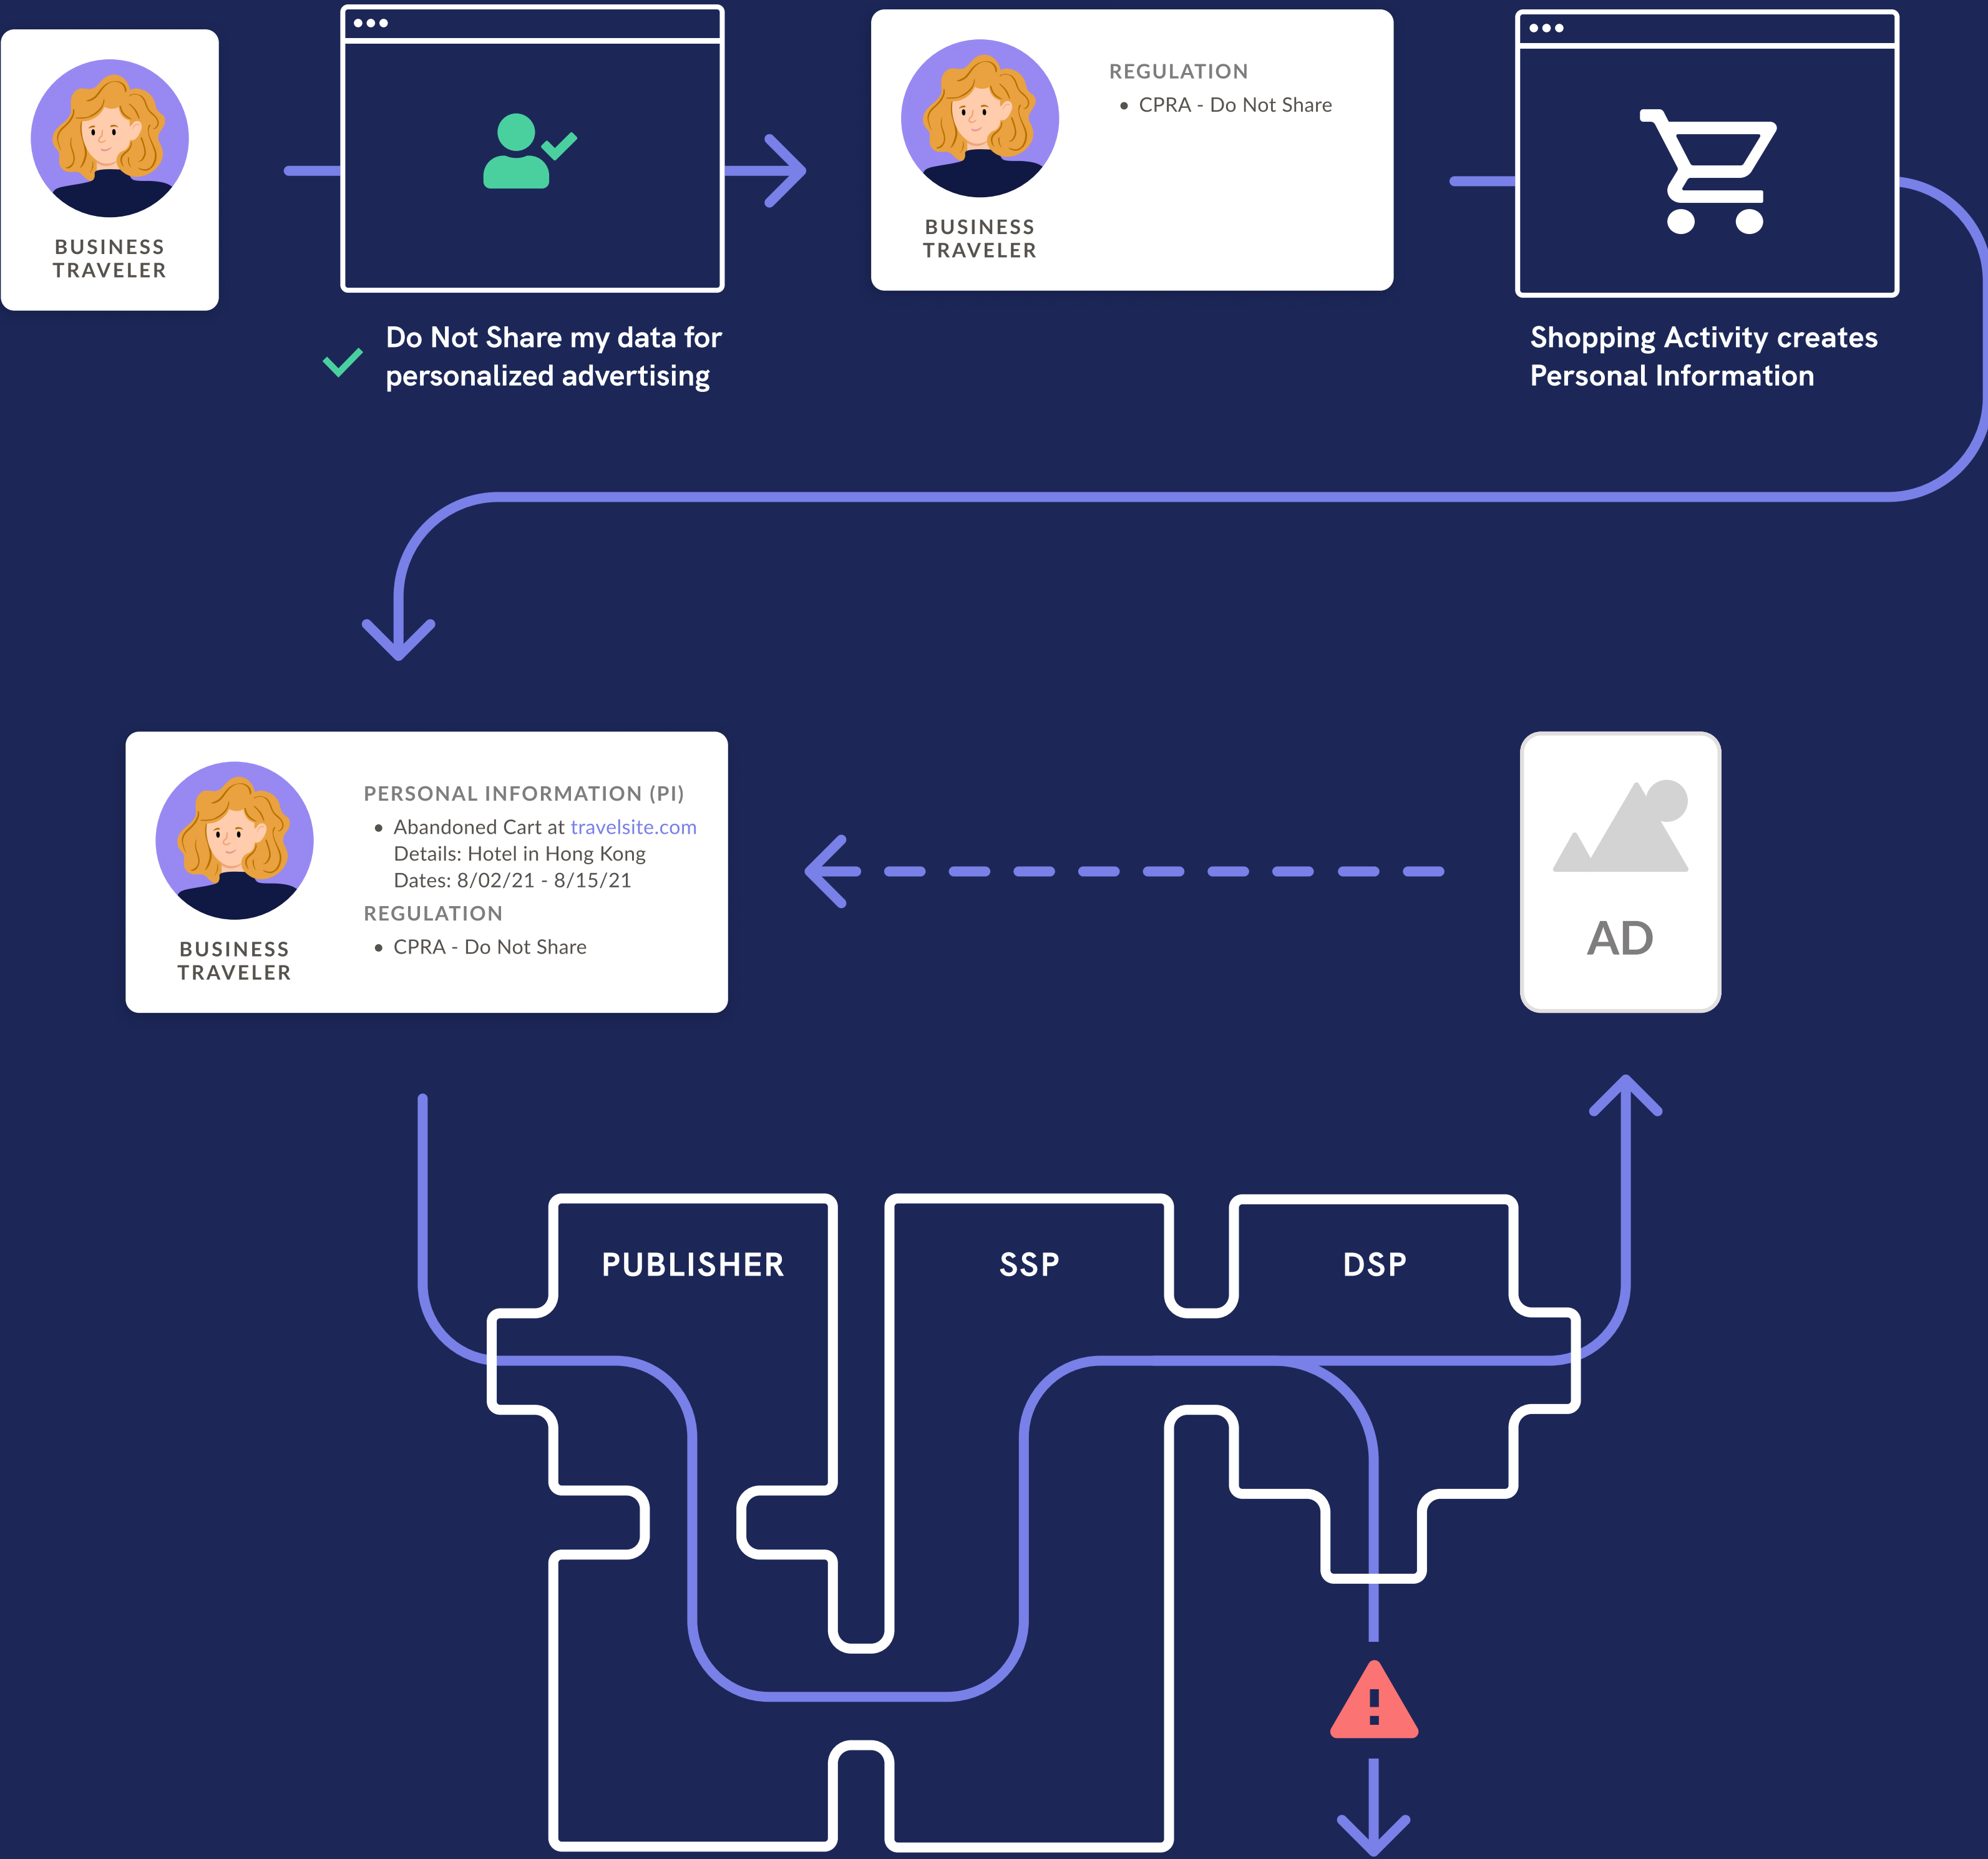 BUSINESS
TRAVELER
Do Not Share my data for
personalized advertising
BUSINESS
TRAVELER
REGULATION
• CPRA - Do Not Share
Shopping Activity creates
Personal Information
BUSINESS
TRAVELER
PERSONAL INFORMATION (PI)
• Abandoned Cart at travelsite.com
Details: Hotel in Hong Kong
Dates: 8/02/21 - 8/15/21
REGULATION
• CPRA - Do Not Share
AD
PUBLISHER
SSP
DSP